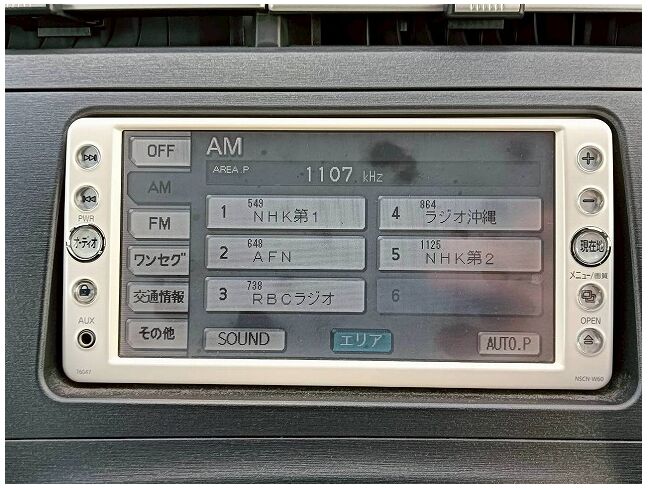 OFF
AM
AREA.P
1107 kHz
AM
FM
ワンセグ
交通情報
その他
1 549 NHK第1
4 864 ラジオ沖縄
2 648 AFN
5 1125 NHK第2
3 738 RBCラジオ
6
SOUND
エリア
AUTO.P
PWR
オーディオ
AUX
T6047
現在地
メニュー/画質
OPEN
NSCN-W60